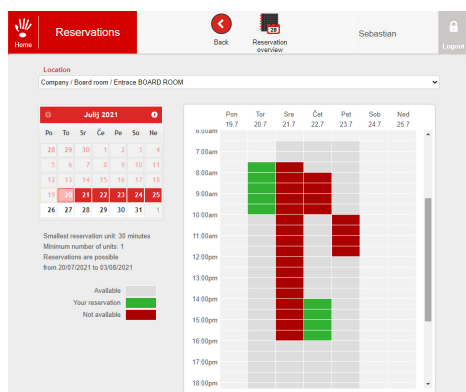 Home
Reservations
Back
28
Reservation
overview
Sebastian
Logout
Location
Company / Board room / Entrace BOARD ROOM
Julij 2021
Po To Sr Če Pe So Ne
28 29 30 1 2 3 4
5 6 7 8 9 10 11
12 13 14 15 16 17 18
19 20 21 22 23 24 25
26 27 28 29 30 31 1
Smallest reservation unit: 30 minutes
Minimum number of units: 1
Reservations are possible
from 20/07/2021 to 03/08/2021
Available
Your reservation
Not available
Pon Tor Sre Čet Pet Sob Ned
19.7 20.7 21.7 22.7 23.7 24.7 25.7
6:00am
7:00am
8:00am
9:00am
10:00am
11:00am
12:00pm
13:00pm
14:00pm
15:00pm
16:00pm
17:00pm
18:00pm